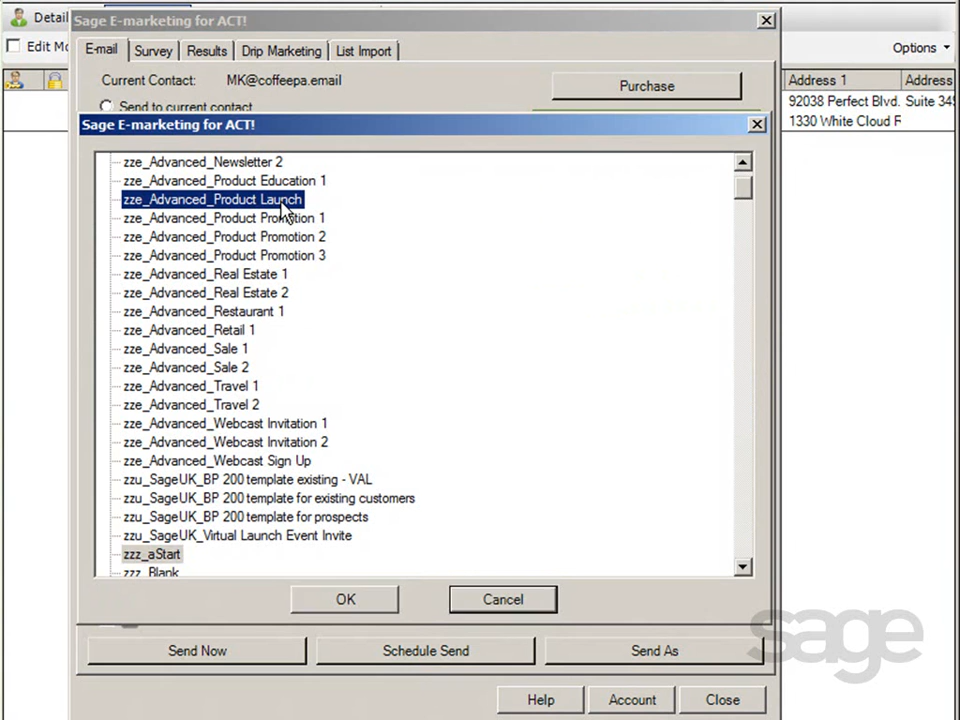 Detail
Sage E-marketing for ACT!
Edit Mo
Options
E-mail
Survey
Results
Drip Marketing
List Import
Current Contact:
MK@coffeepa.email
Purchase
Address 1
Address
Send to current contact
92038 Perfect Blvd.
Suite 345
1330 White Cloud R
Sage E-marketing for ACT!
zze_Advanced_Newsletter 2
zze_Advanced_Product Education 1
zze_Advanced_Product Launch
zze_Advanced_Product Promotion 1
zze_Advanced_Product Promotion 2
zze_Advanced_Product Promotion 3
zze_Advanced_Real Estate 1
zze_Advanced_Real Estate 2
zze_Advanced_Restaurant 1
zze_Advanced_Retail 1
zze_Advanced_Sale 1
zze_Advanced_Sale 2
zze_Advanced_Travel 1
zze_Advanced_Travel 2
zze_Advanced_Webcast Invitation 1
zze_Advanced_Webcast Invitation 2
zze_Advanced_Webcast Sign Up
zzu_SageUK_BP 200 template existing - VAL
zzu_SageUK_BP 200 template for existing customers
zzu_SageUK_BP 200 template for prospects
zzu_SageUK_Virtual Launch Event Invite
zzz_aStart
zzz_Blank
OK
Cancel
Send Now
Schedule Send
Send As
sage
Help
Account
Close